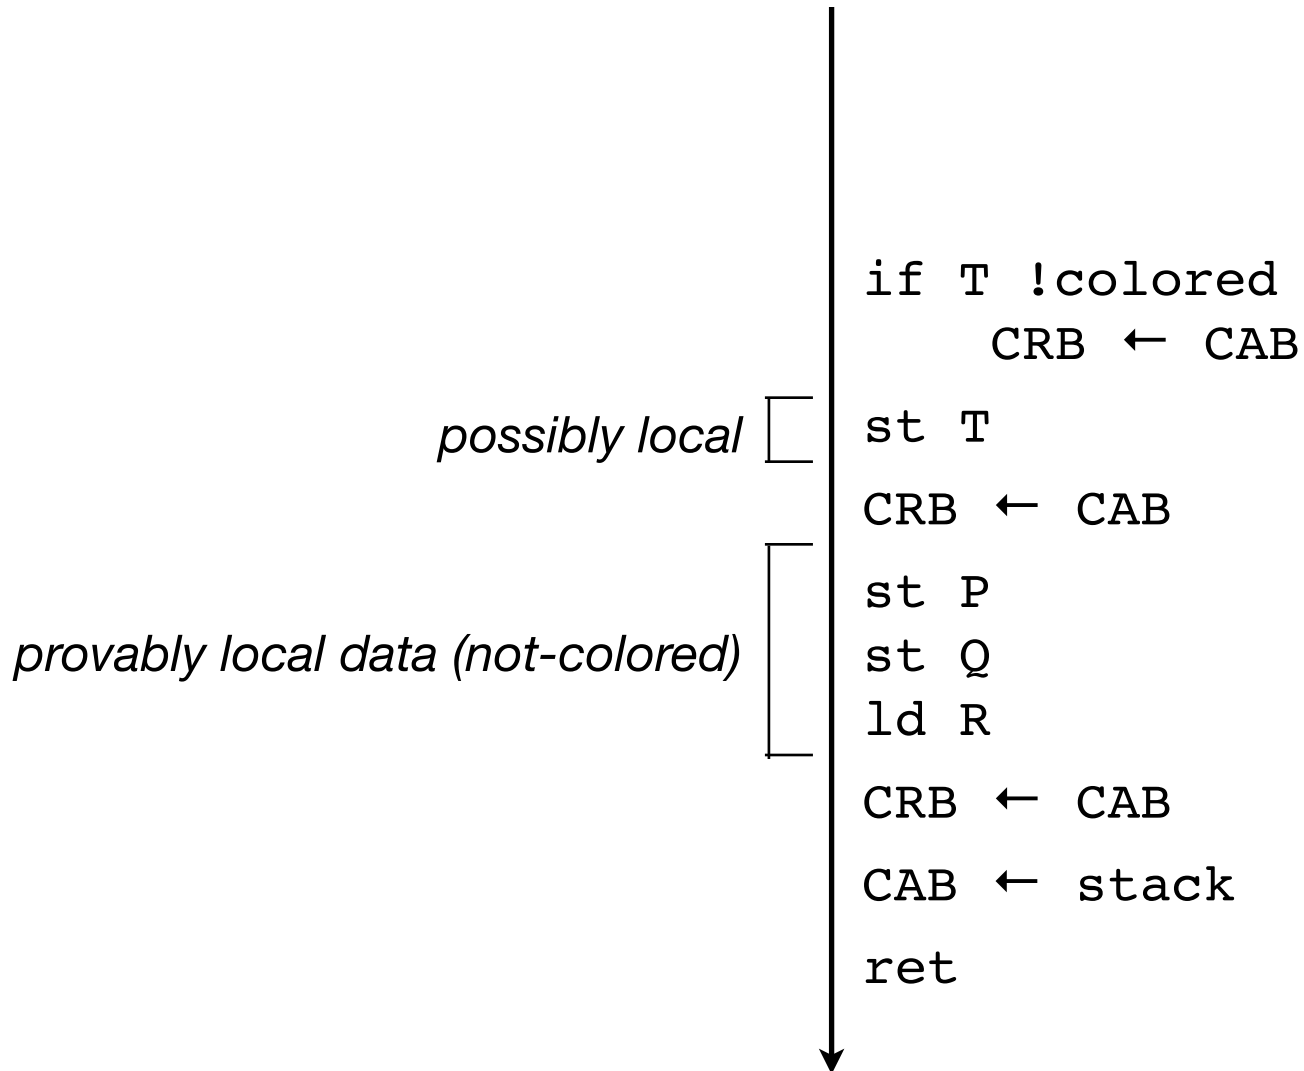 if T !colored
CRB ← CAB
possibly local
st T
CRB ← CAB
st P
provably local data (not-colored)
st Q
ld R
CRB ← CAB
CAB ← stack
ret